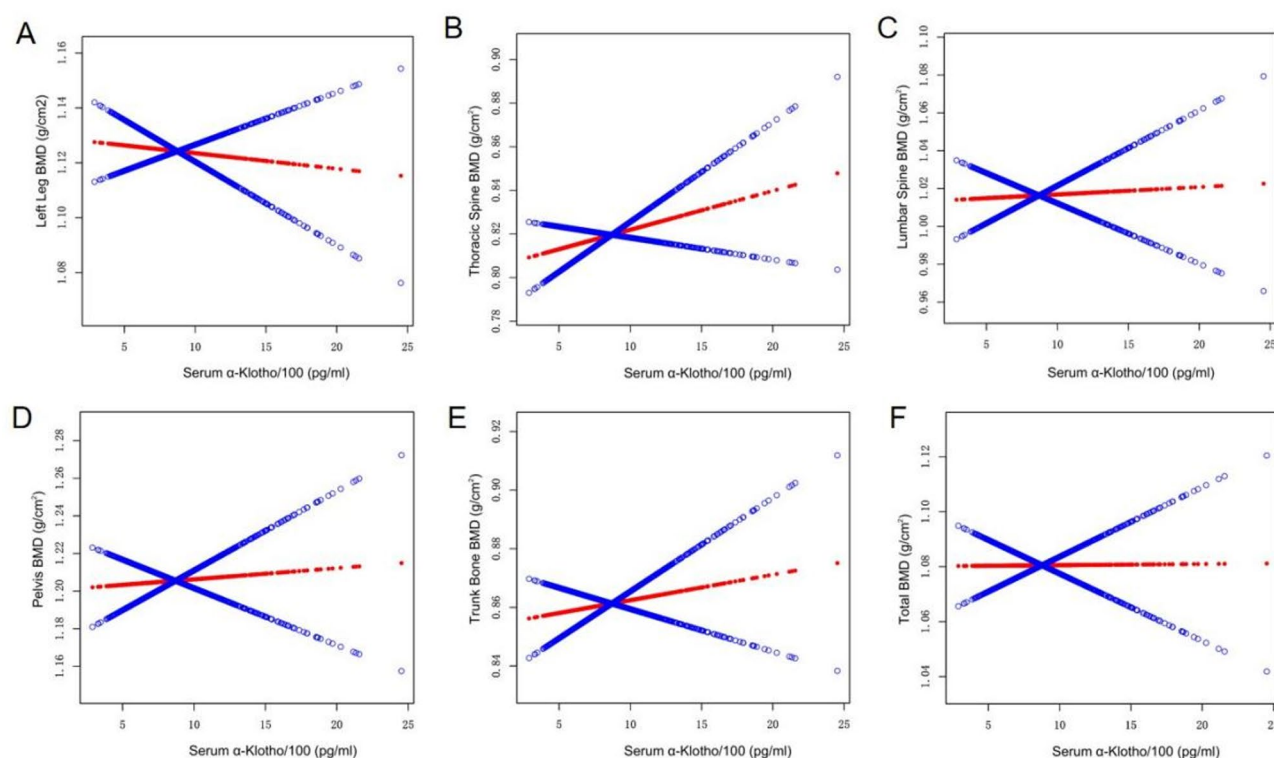 A
Left Leg BMD (g/cm2)
1.16
1.14
1.12
1.10
1.08
5 10 15 20 25
Serum α-Klotho/100 (pg/ml)
B
Thoracic Spine BMD (g/cm²)
0.90
0.88
0.86
0.84
0.82
0.80
0.78
5 10 15 20 25
Serum α-Klotho/100 (pg/ml)
C
Lumbar Spine BMD (g/cm²)
1.10
1.08
1.06
1.04
1.02
1.00
0.98
0.96
5 10 15 20 25
Serum α-Klotho/100 (pg/ml)
D
Pelvis BMD (g/cm²)
1.28
1.26
1.24
1.22
1.20
1.18
1.16
5 10 15 20 25
Serum α-Klotho/100 (pg/ml)
E
Trunk Bone BMD (g/cm²)
0.92
0.90
0.88
0.86
0.84
5 10 15 20 25
Serum α-Klotho/100 (pg/ml)
F
Total BMD (g/cm²)
1.12
1.10
1.08
1.06
1.04
5 10 15 20 25
Serum α-Klotho/100 (pg/ml)